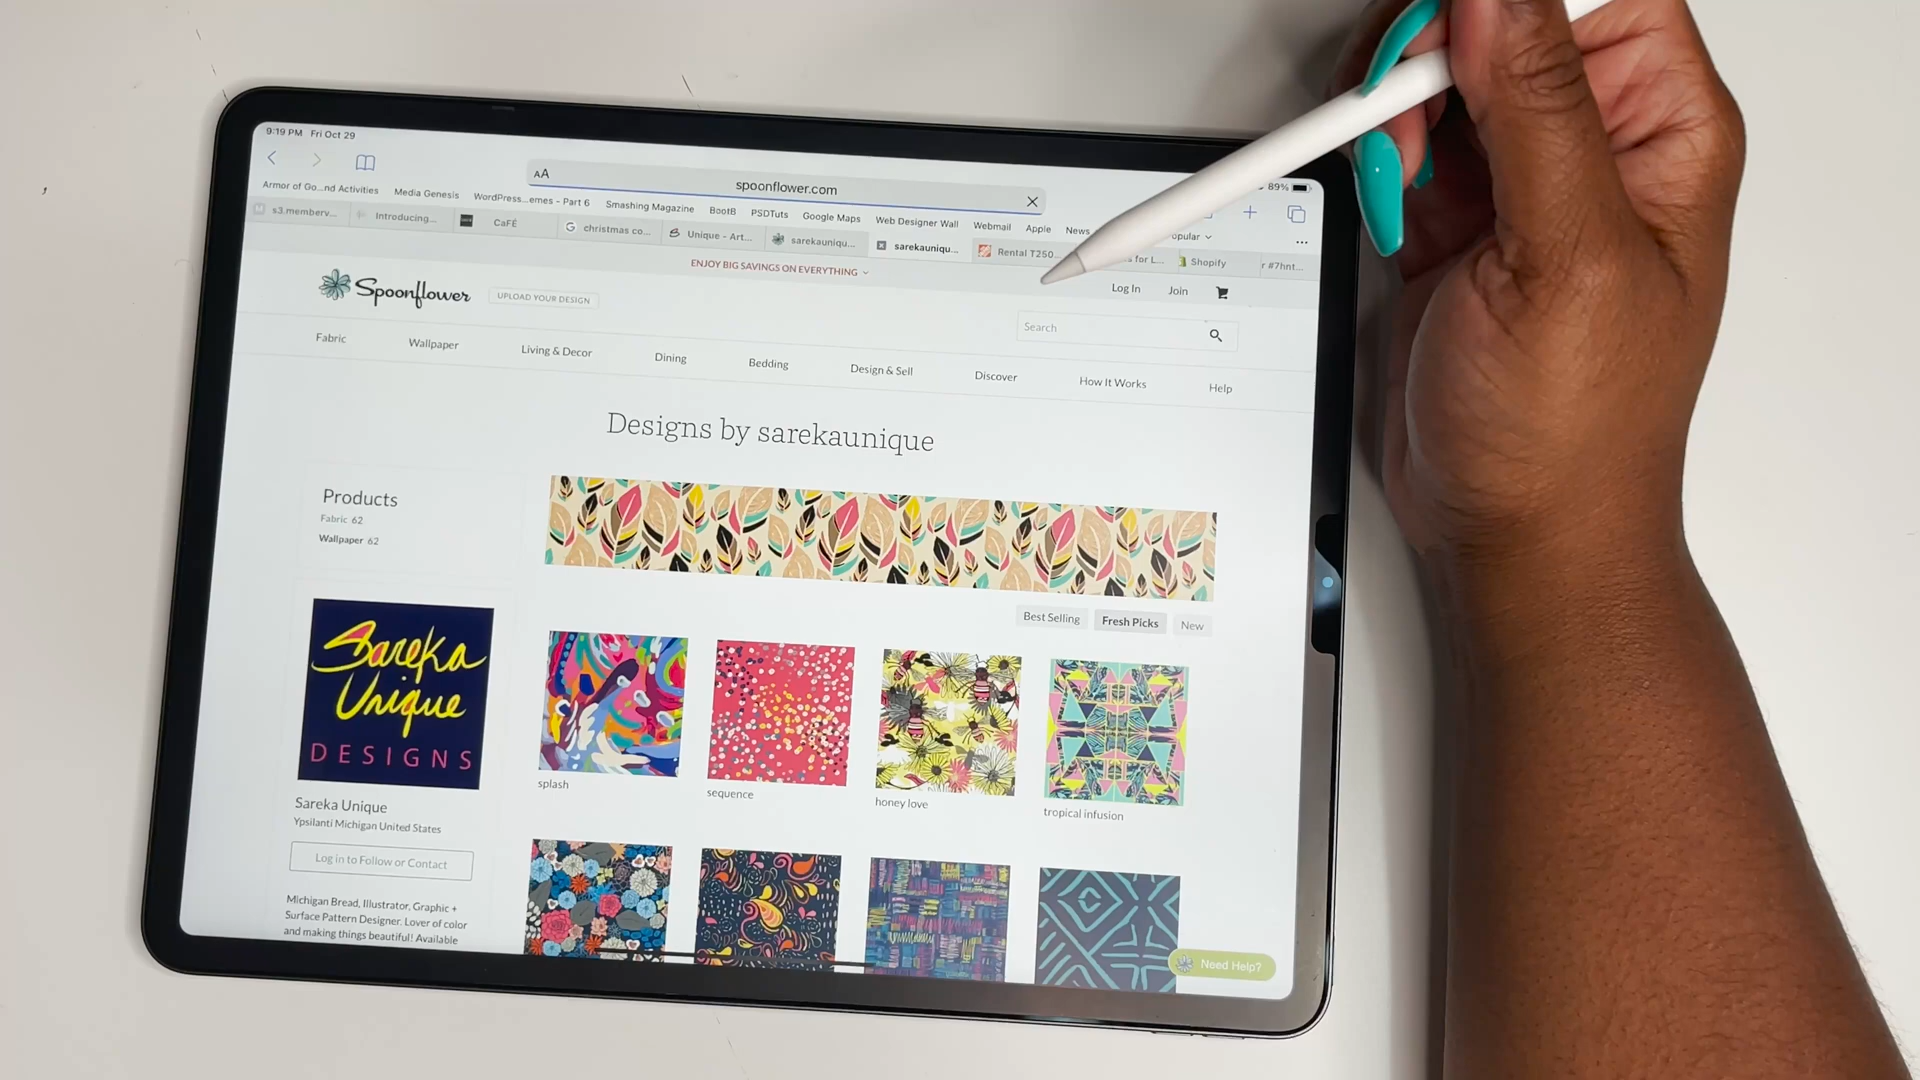 9:19 PM Fri Oct 29
89%
AA spoonflower.com
Armor of Go...nd Activities Media Genesis WordPress...emes - Part 6 Smashing Magazine BootB PSDTuts Google Maps Web Designer Wall Webmail Apple News opular
s3.memberv... Introducing... CaFÉ christmas co... Unique - Art... sarekauniqu... sarekauniqu... Rental T250... s for L... Shopify r #7hnt...
ENJOY BIG SAVINGS ON EVERYTHING
Spoonflower UPLOAD YOUR DESIGN Log In Join
Search
Fabric Wallpaper Living & Decor Dining Bedding Design & Sell Discover How It Works Help
Designs by sarekaunique
Products
Fabric 62
Wallpaper 62
Best Selling Fresh Picks New
Sareka
Unique
DESIGNS
splash sequence honey love tropical infusion
Sareka Unique
Ypsilanti Michigan United States
Log in to Follow or Contact
Michigan Bread, Illustrator, Graphic +
Surface Pattern Designer. Lover of color
and making things beautiful! Available
Need Help?